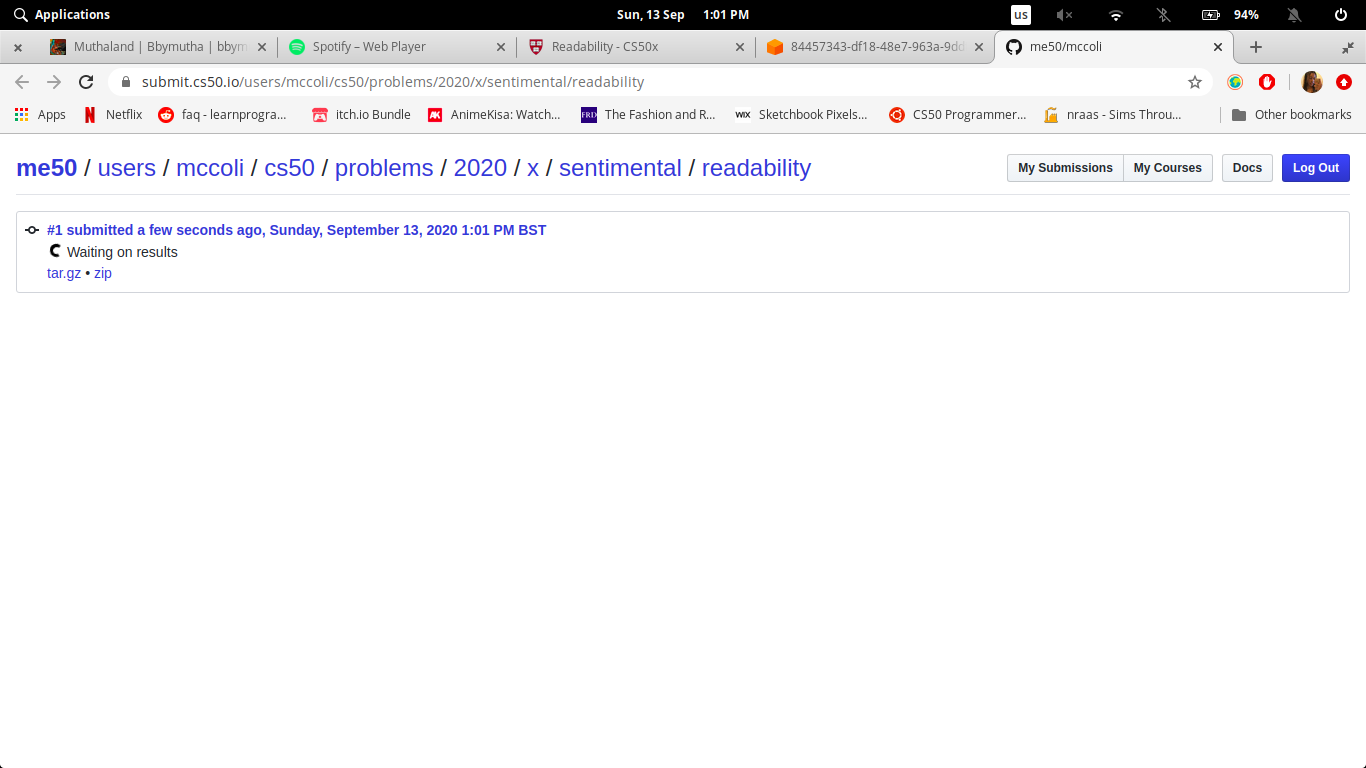 Applications
Sun, 13 Sep 1:01 PM
us
94%
Muthaland | Bbymutha | bbym
Spotify – Web Player
Readability - CS50x
84457343-df18-48e7-963a-9dd
me50/mccoli
submit.cs50.io/users/mccoli/cs50/problems/2020/x/sentimental/readability
Apps
Netflix
faq - learnprogra...
itch.io Bundle
AK
AnimeKisa: Watch...
FRI
The Fashion and R...
WIX
Sketchbook Pixels...
CS50 Programmer...
nraas - Sims Throu...
Other bookmarks
me50 / users / mccoli / cs50 / problems / 2020 / x / sentimental / readability
My Submissions
My Courses
Docs
Log Out
#1 submitted a few seconds ago, Sunday, September 13, 2020 1:01 PM BST
Waiting on results
tar.gz • zip